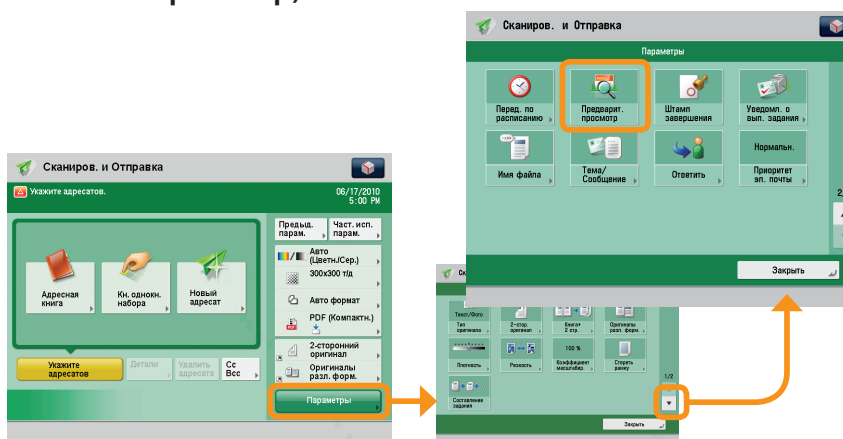 Сканиров. и Отправка
Параметры
Перед. по
расписанию
Предварит.
просмотр
Штамп
завершения
Уведомл. о
вып. задания
Имя файла
Тема/
Сообщение
Ответить
Нормальн.
Приоритет
эл. почты
Закрыть
Сканиров. и Отправка
Укажите адресатов.
06/17/2010
5:00 PM
Адресная
книга
Кн. однокн.
набора
Новый
адресат
Укажите
адресатов
Детали
Удалить
адресата
Cc
Bcc
Предыд.
парам.
Част. исп.
парам.
Авто
(Цветн./Сер.)
300x300 т/д
Авто формат
PDF (Компактн.)
2-сторонний
оригинал
Оригиналы
разл. форм.
Параметры
Текст/Фото
Тип
оригинала
2-стор.
оригинал
Книга+
2 стр.
Оригиналы
разл. форм.
Плотность
Резкость
100 %
Коэффициент
масштабир.
Стереть
рамку
Составление
задания
1/2
Закрыть